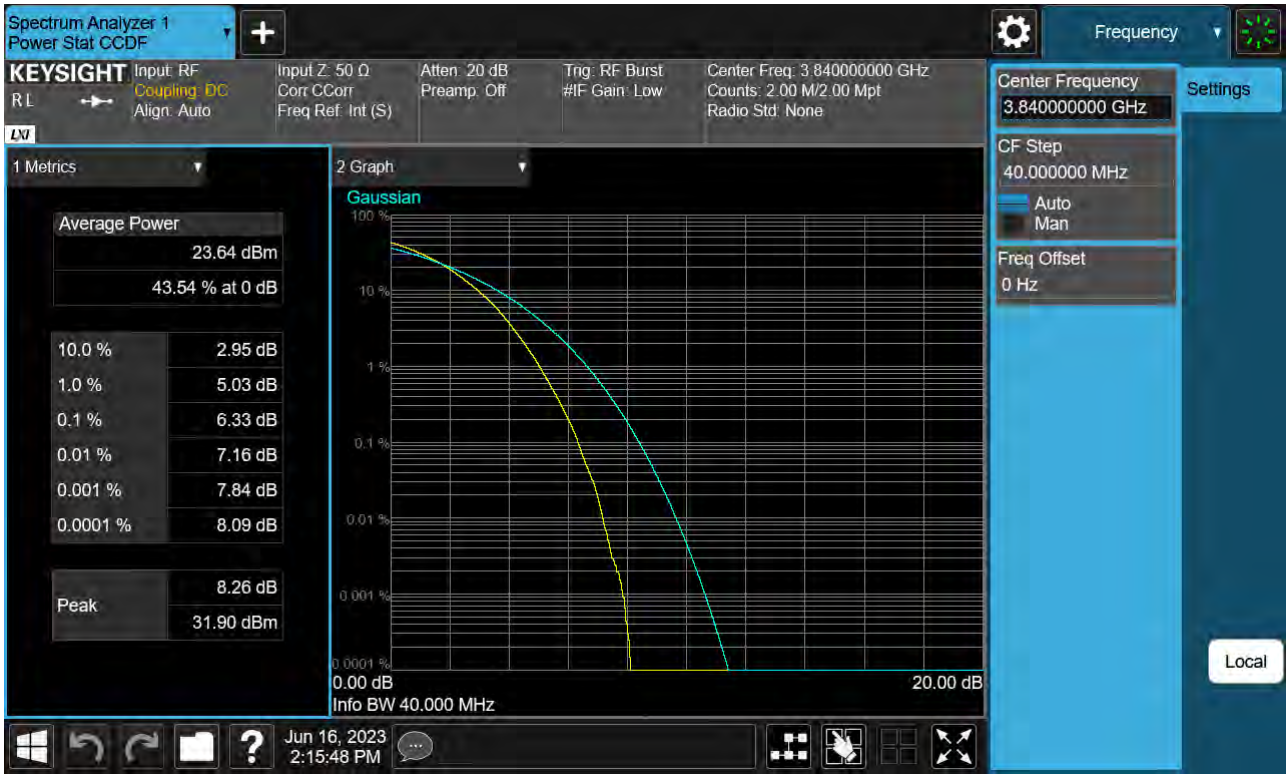 Spectrum Analyzer 1
Power Stat CCDF
+
Frequency
KEYSIGHT
RL
LXI
Input: RF
Coupling: DC
Align: Auto
Input Z: 50 Ω
Corr CCorr
Freq Ref: Int (S)
Atten: 20 dB
Preamp: Off
Trig: RF Burst
#IF Gain: Low
Center Freq: 3.840000000 GHz
Counts: 2.00 M/2.00 Mpt
Radio Std: None
1 Metrics
Average Power
23.64 dBm
43.54 % at 0 dB
10.0 % 2.95 dB
1.0 % 5.03 dB
0.1 % 6.33 dB
0.01 % 7.16 dB
0.001 % 7.84 dB
0.0001 % 8.09 dB
Peak
8.26 dB
31.90 dBm
2 Graph
Gaussian
100 %
10 %
1 %
0.1 %
0.01 %
0.001 %
0.0001 %
0.00 dB 20.00 dB
Info BW 40.000 MHz
Center Frequency
3.840000000 GHz
CF Step
40.000000 MHz
Auto
Man
Freq Offset
0 Hz
Settings
Local
?
Jun 16, 2023
2:15:48 PM